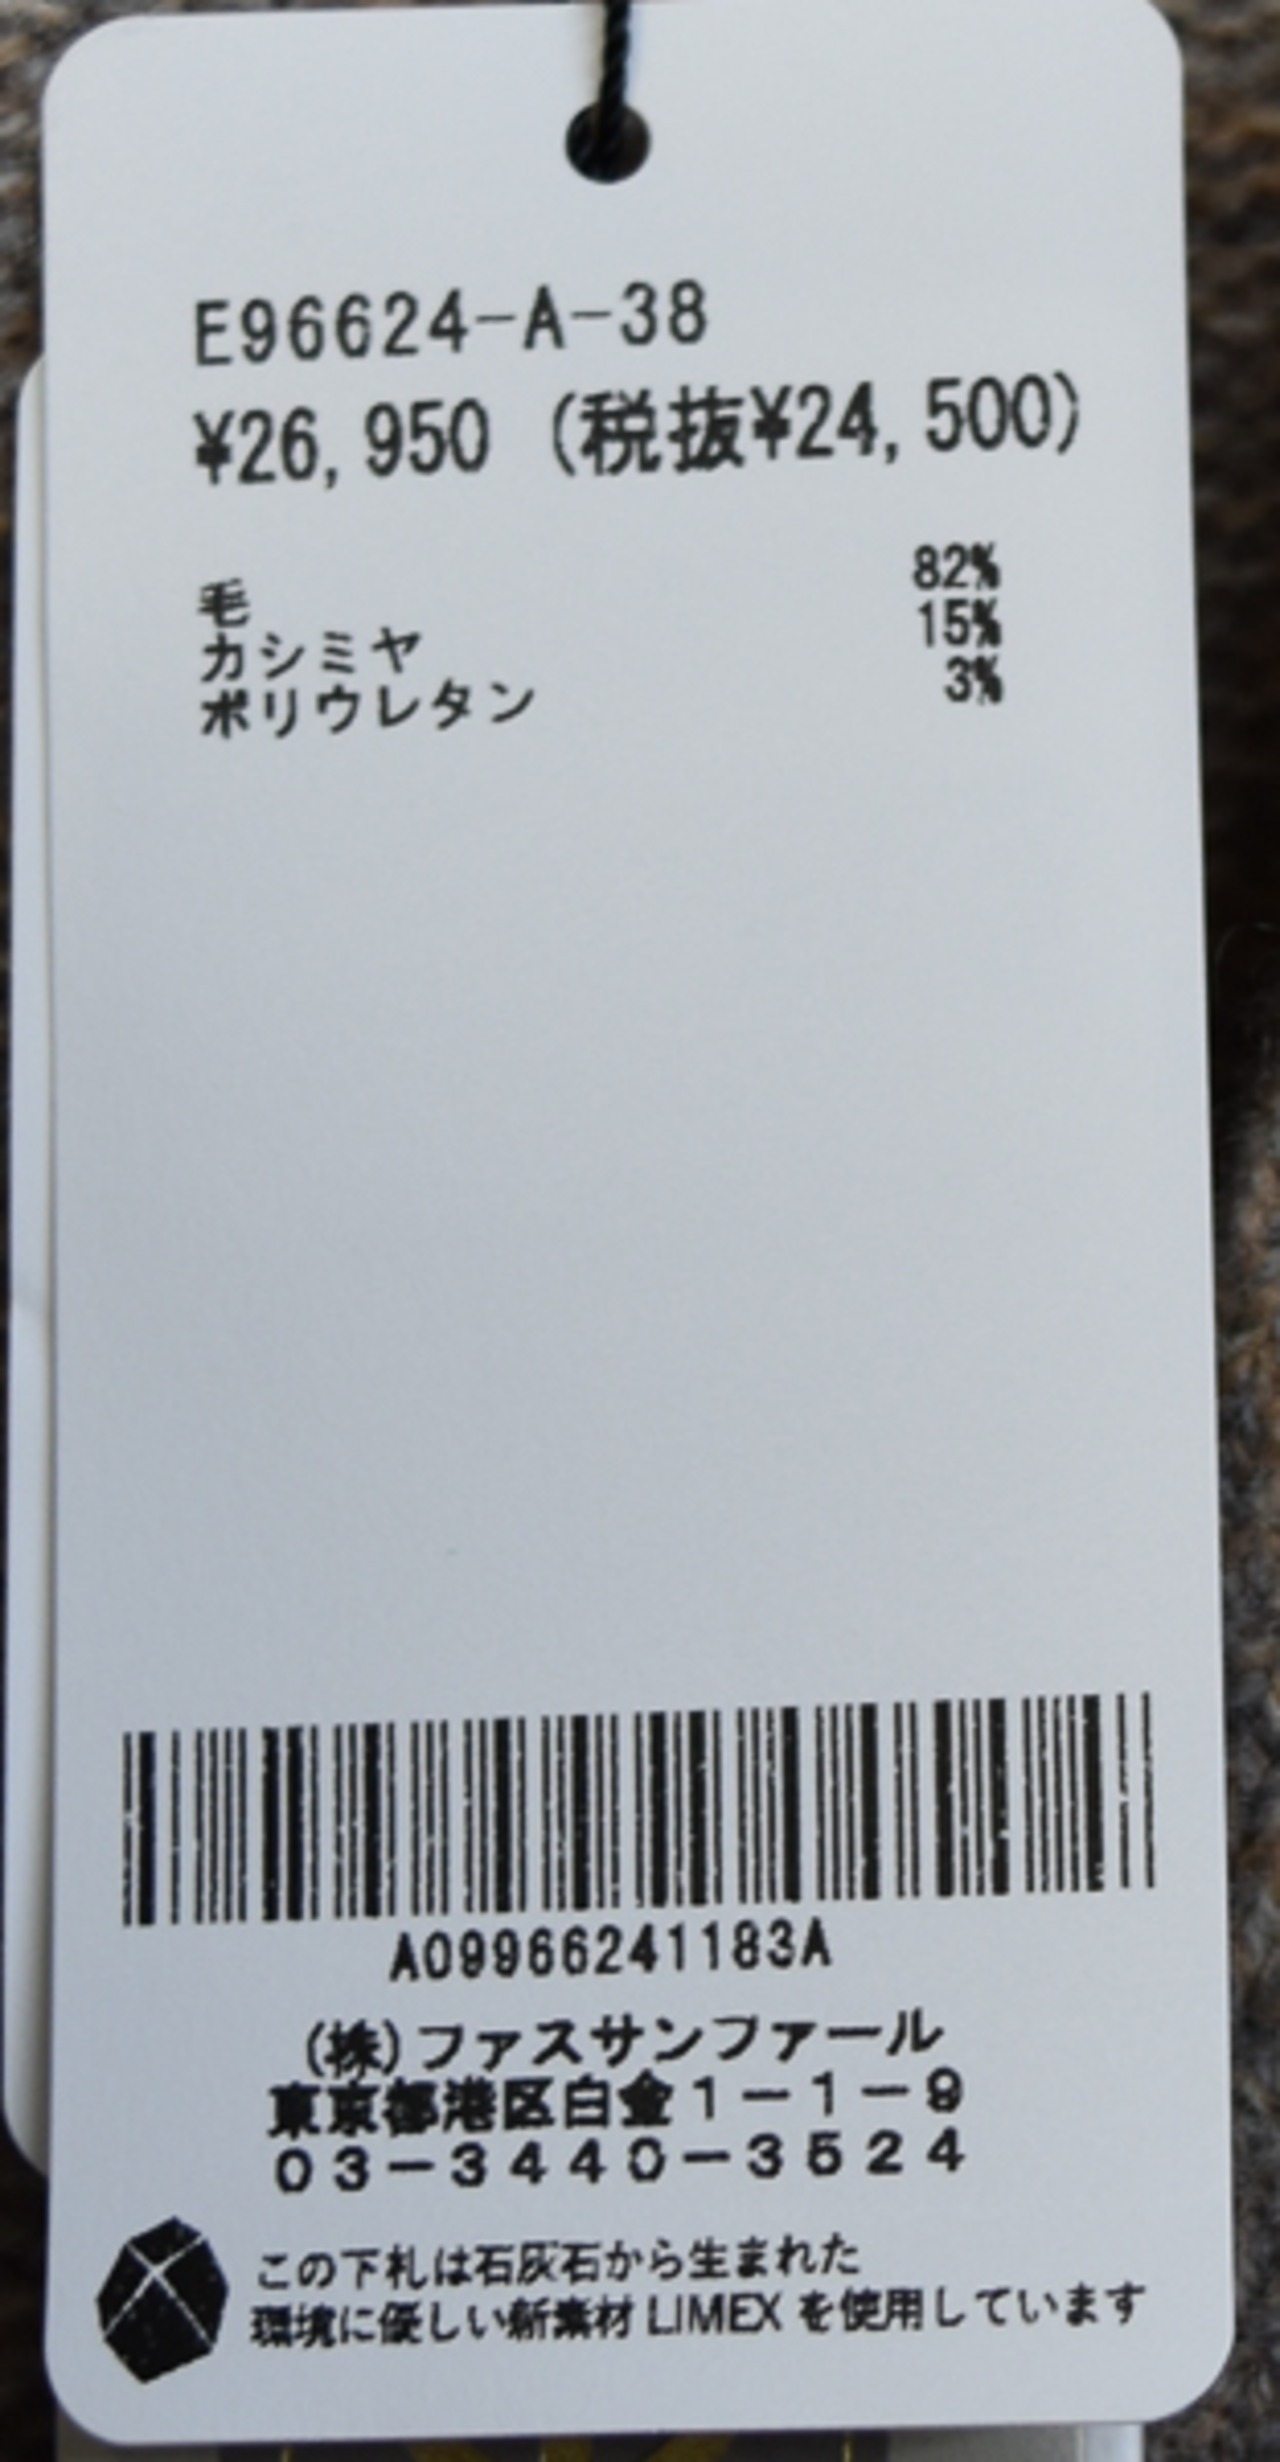 E96624-A-38
¥26,950 (税抜¥24,500)
毛 82%
カシミヤ 15%
ポリウレタン 3%
A09966241183A
(株)ファスサンファール
東京都港区白金1-1-9
03-3440-3524
この下札は石灰石から生まれた
環境に優しい新素材 LIMEX を使用しています